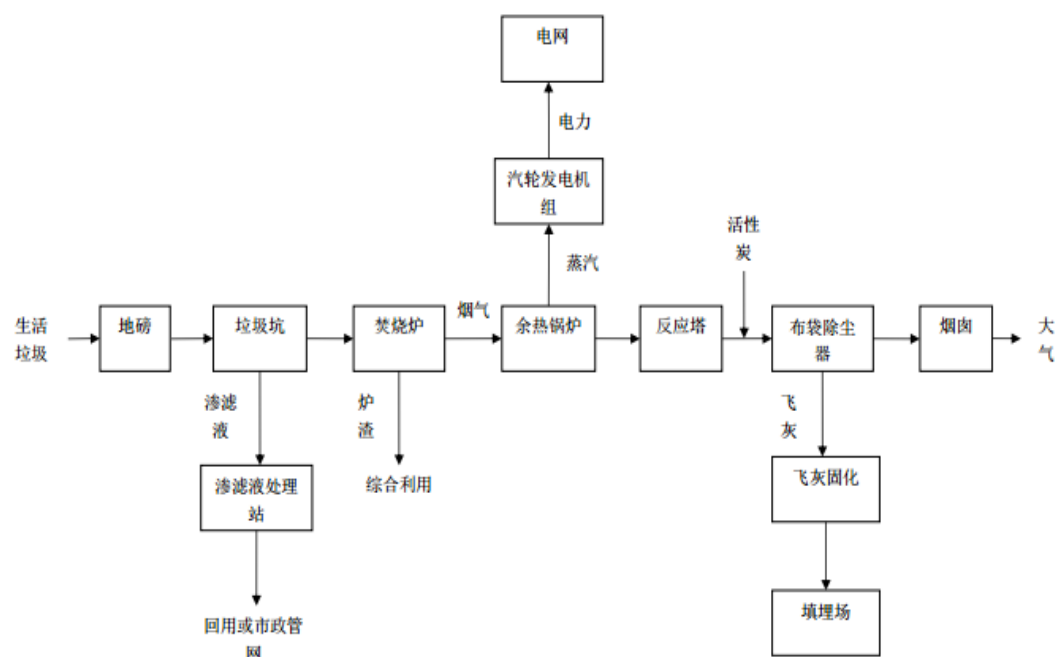 电网
电力
汽轮发电机
组
活性
炭
蒸汽
烟气
生活
垃圾
地磅
垃圾坑
焚烧炉
余热锅炉
反应塔
布袋除尘
器
烟囱
大
气
渗滤
液
炉
渣
飞
灰
渗滤液处理
站
综合利用
飞灰固化
回用或市政管
网
填埋场